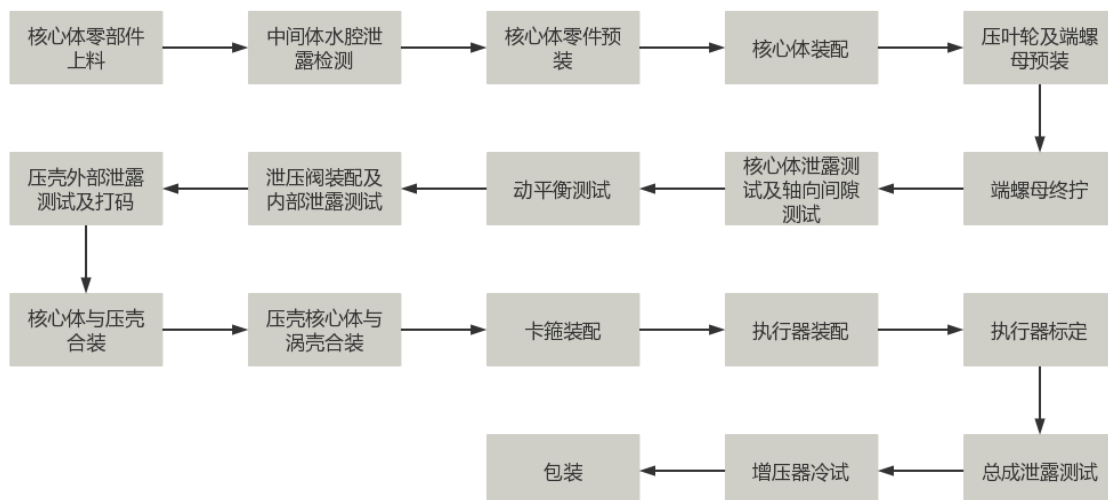 核心体零部件
上料
中间体水腔泄
露检测
核心体零件预
装
核心体装配
压叶轮及端螺
母预装
端螺母终拧
核心体泄露测
试及轴向间隙
测试
动平衡测试
泄压阀装配及
内部泄露测试
压壳外部泄露
测试及打码
核心体与压壳
合装
压壳核心体与
涡壳合装
卡箍装配
执行器装配
执行器标定
总成泄露测试
增压器冷试
包装